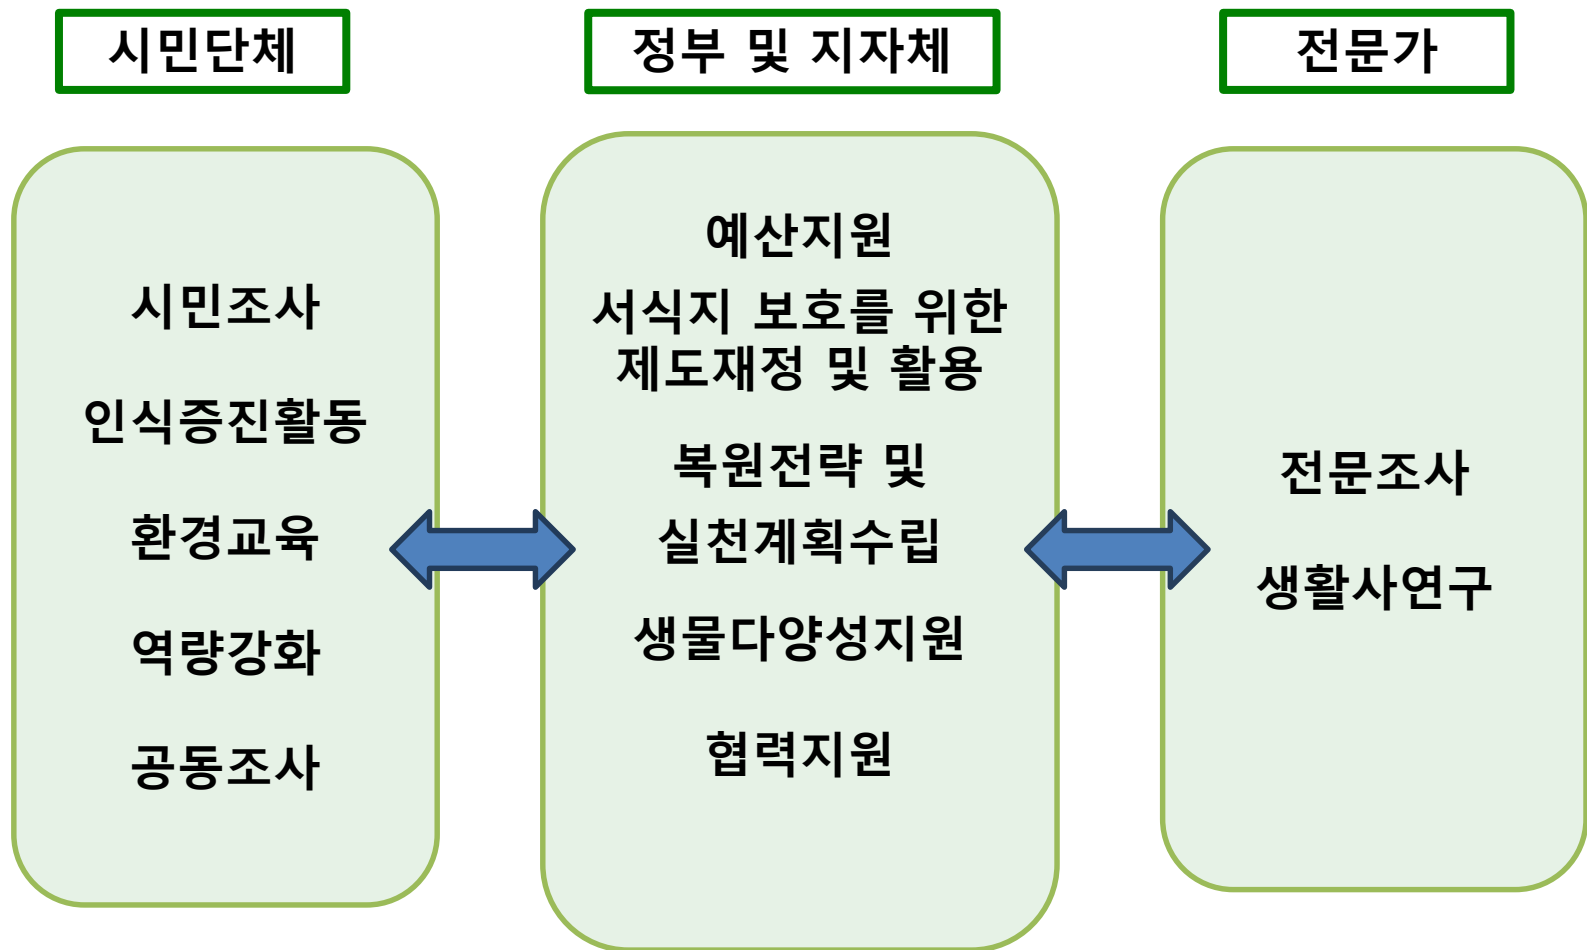 시민단체
정부 및 지자체
전문가
시민조사
인식증진활동
환경교육
역량강화
공동조사
예산지원
서식지 보호를 위한
제도재정 및 활용
복원전략 및
실천계획수립
생물다양성지원
협력지원
전문조사
생활사연구